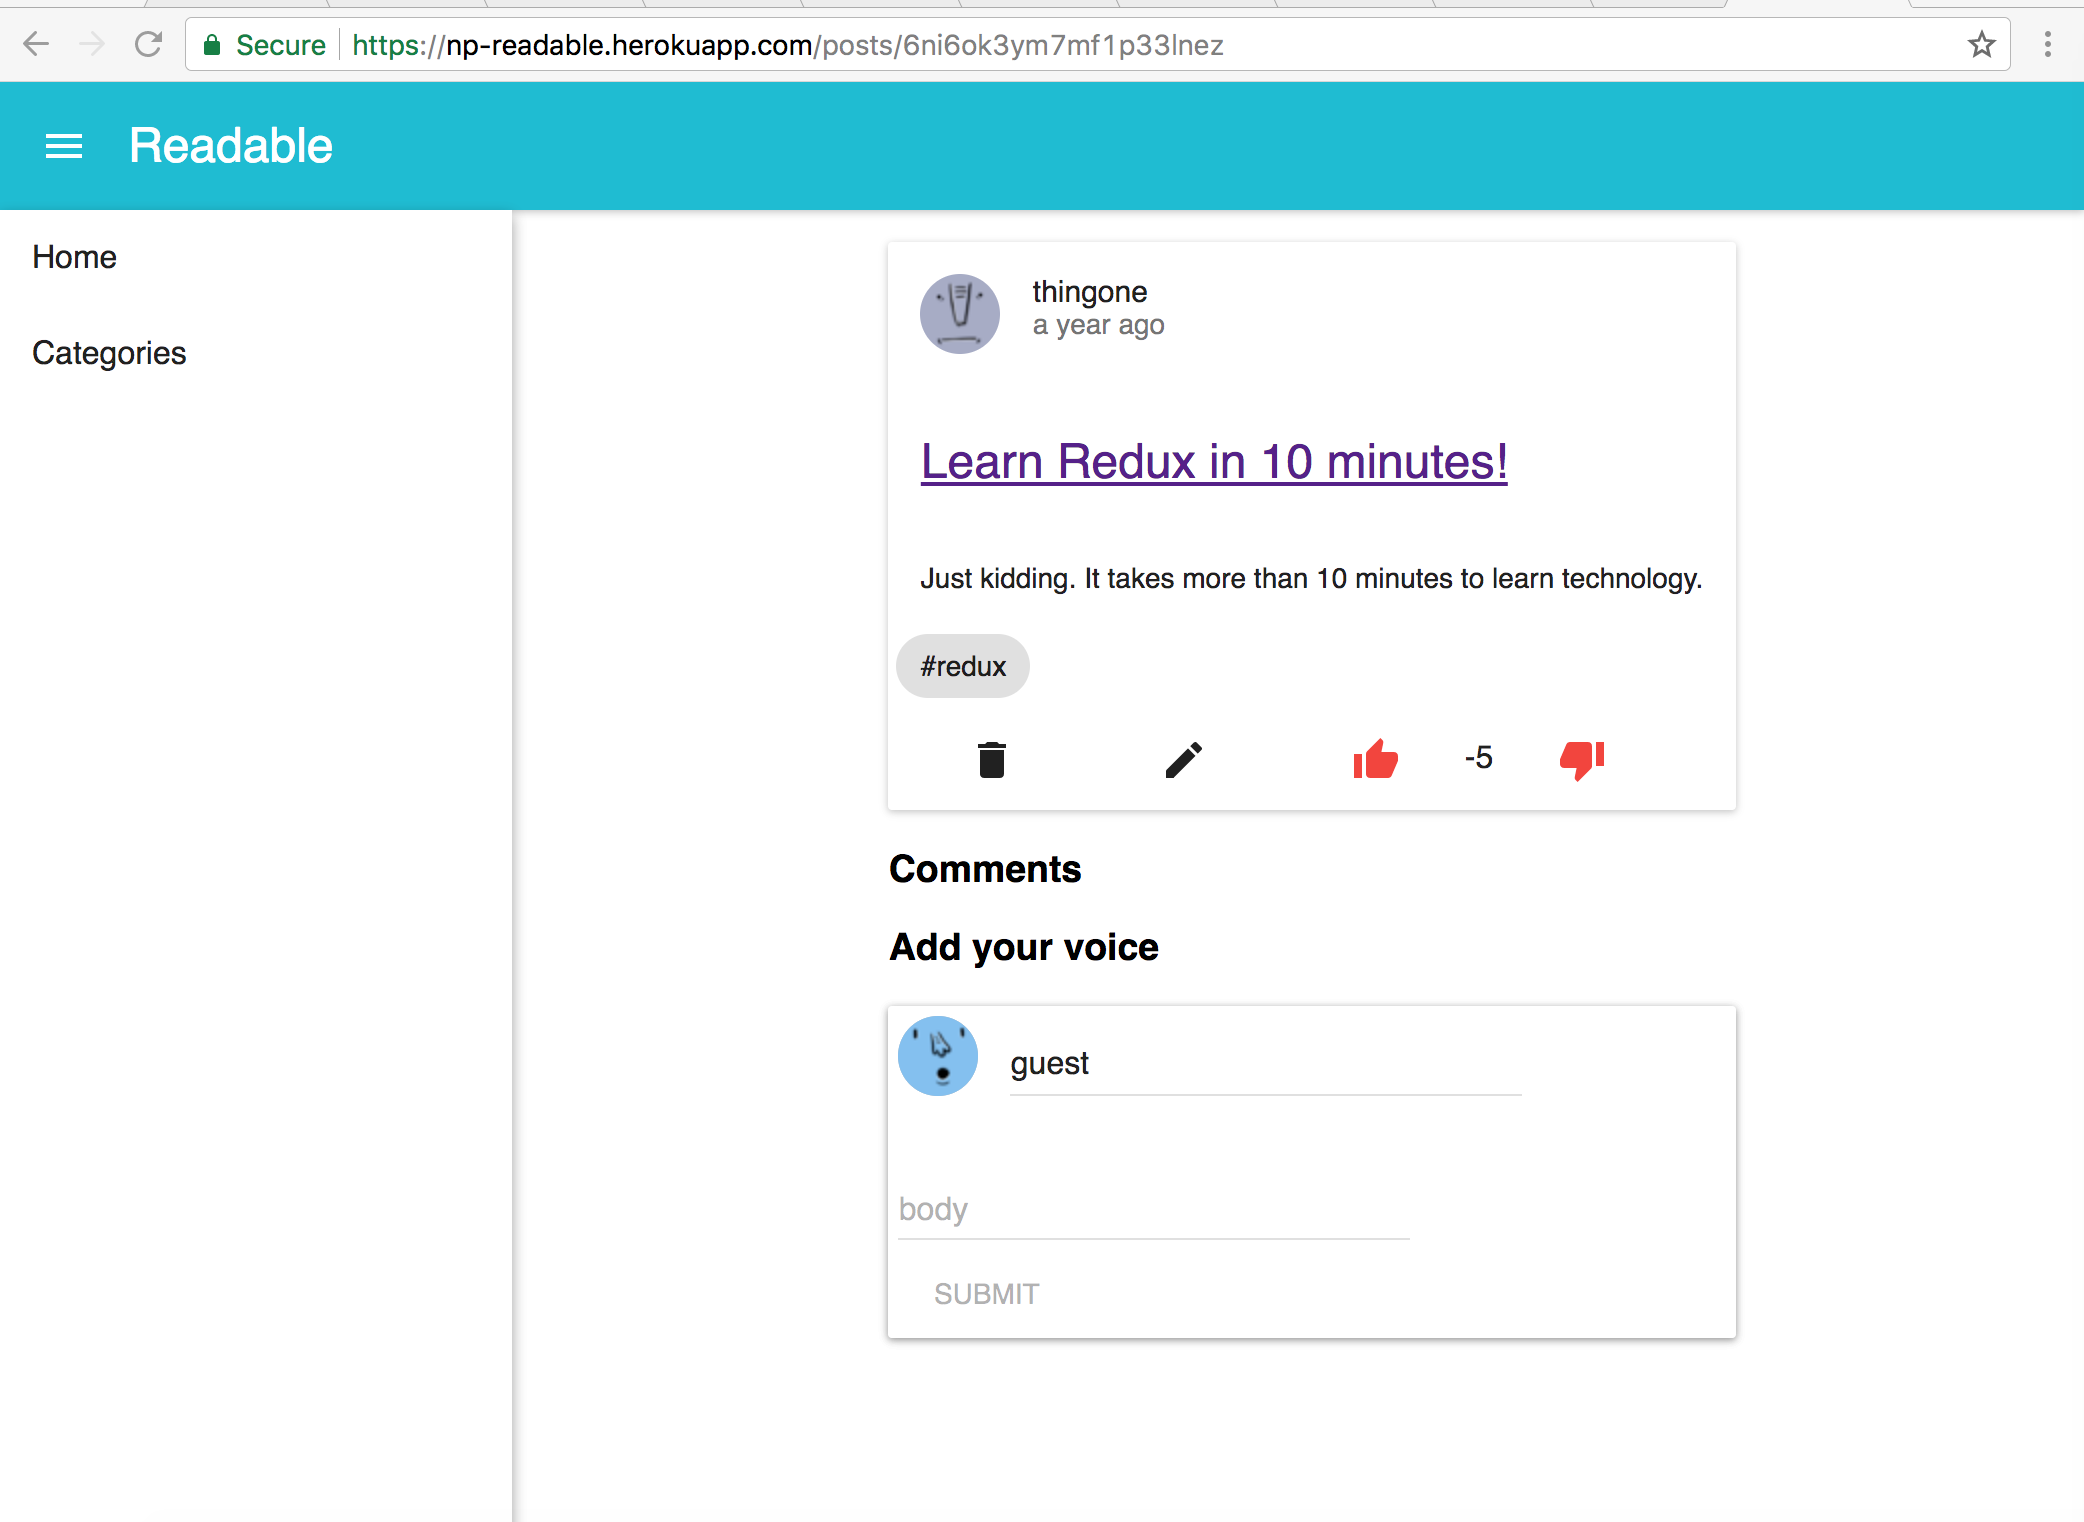 Secure https://np-readable.herokuapp.com/posts/6ni6ok3ym7mf1p33lnez
Readable
Home
Categories
thingone
a year ago
Learn Redux in 10 minutes!
Just kidding. It takes more than 10 minutes to learn technology.
#redux
-5
Comments
Add your voice
guest
body
SUBMIT